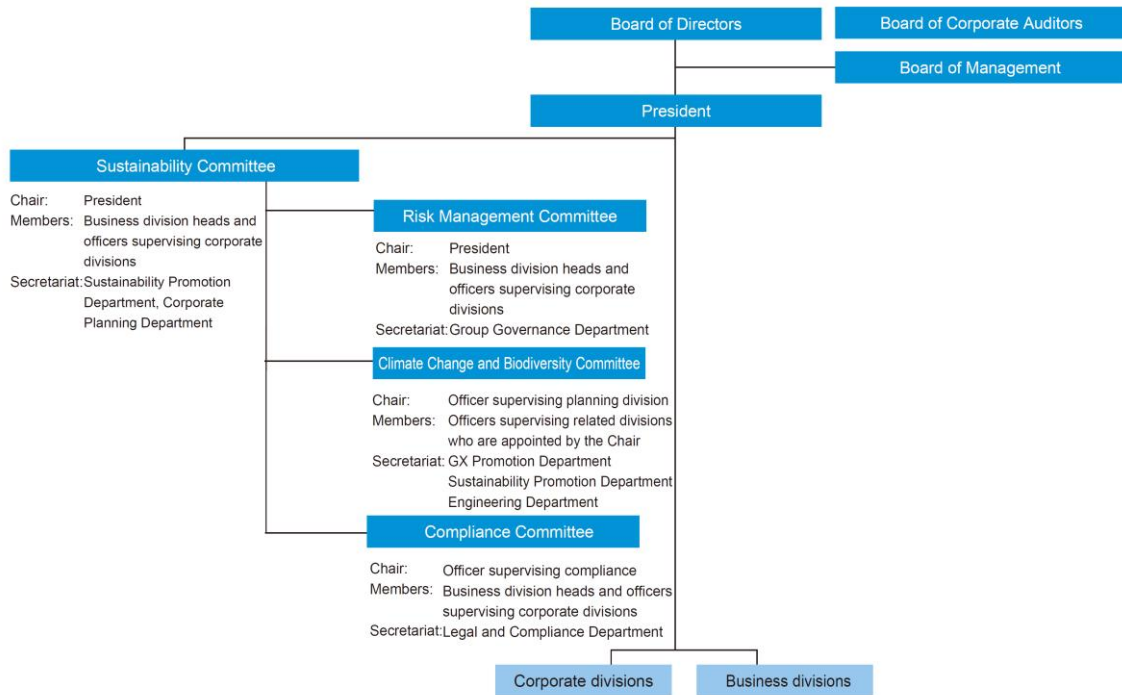 Board of Directors
Board of Corporate Auditors
Board of Management
President
Sustainability Committee
Chair: President
Members: Business division heads and
officers supervising corporate
divisions
Secretariat: Sustainability Promotion
Department, Corporate
Planning Department
Risk Management Committee
Chair: President
Members: Business division heads and
officers supervising corporate
divisions
Secretariat: Group Governance Department
Climate Change and Biodiversity Committee
Chair: Officer supervising planning division
Members: Officers supervising related divisions
who are appointed by the Chair
Secretariat: GX Promotion Department
Sustainability Promotion Department
Engineering Department
Compliance Committee
Chair: Officer supervising compliance
Members: Business division heads and officers
supervising corporate divisions
Secretariat: Legal and Compliance Department
Corporate divisions
Business divisions